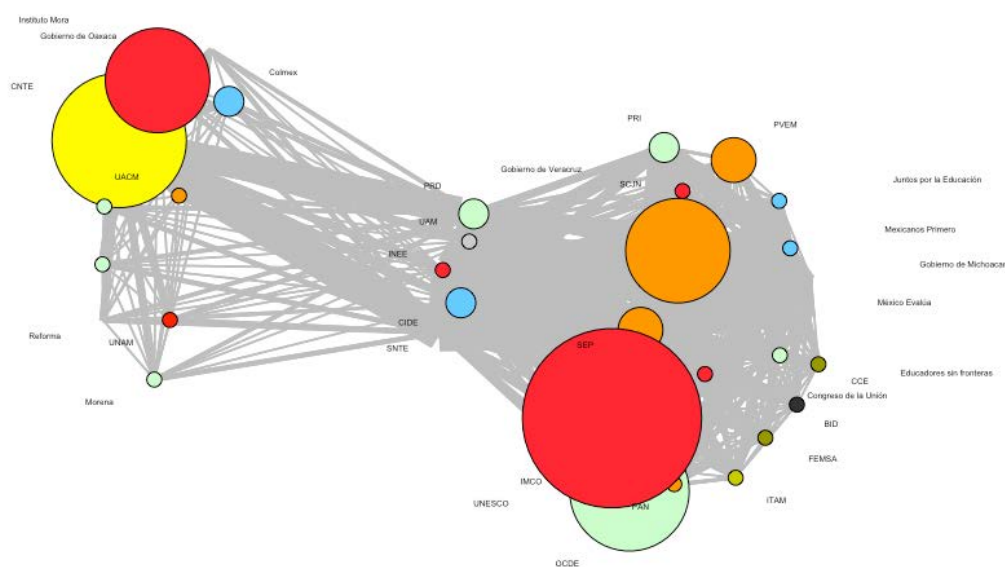 Instituto Mora
Gobierno de Oaxaca
Colmex
CNTE
PRI
PVEM
Gobierno de Veracruz
UACM
SCJN
Juntos por la Educación
PRD
UAM
Mexicanos Primero
INEE
Gobierno de Michoacan
México Evalúa
CIDE
Reforma
UNAM
SEP
SNTE
Educadores sin fronteras
CCE
Congreso de la Unión
Morena
BID
FEMSA
IMCO
ITAM
UNESCO
PAN
OCDE